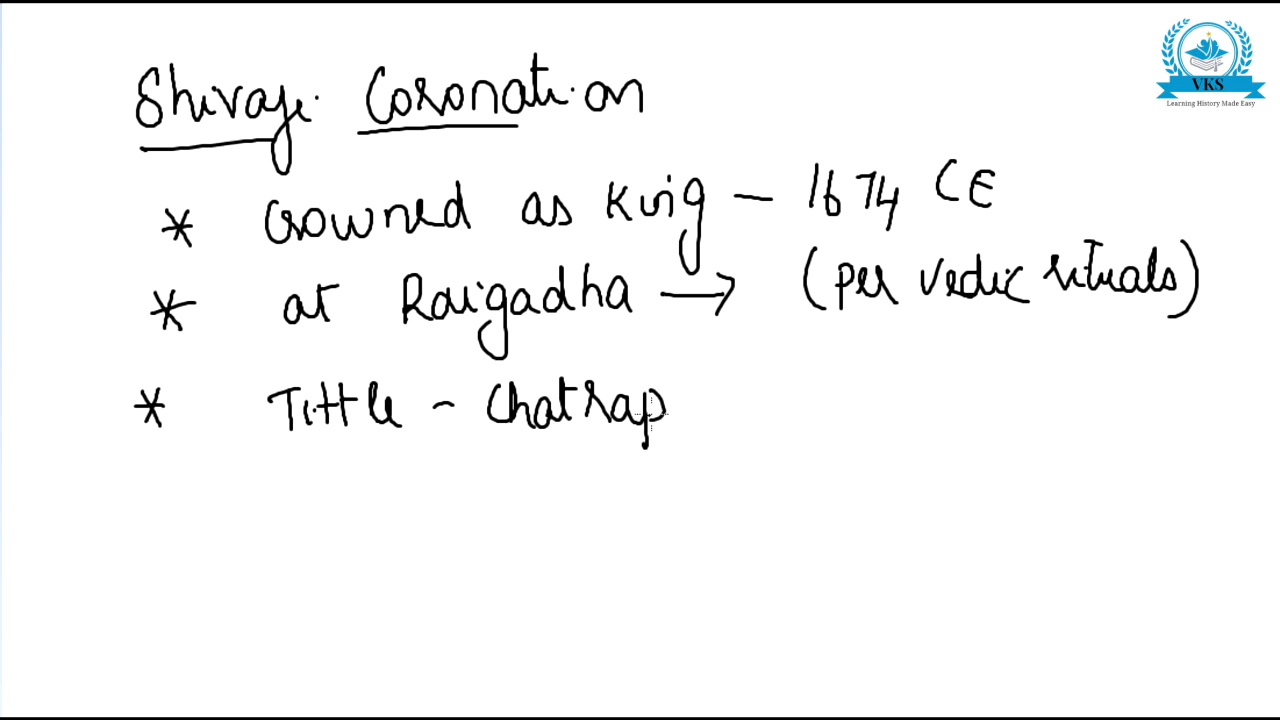 Shivaji Coronation
VKS
Learning History Made Easy
* Crowned as King – 1674 CE
* at Raigadha → (per vedic rituals)
* Tittle - Chatrap